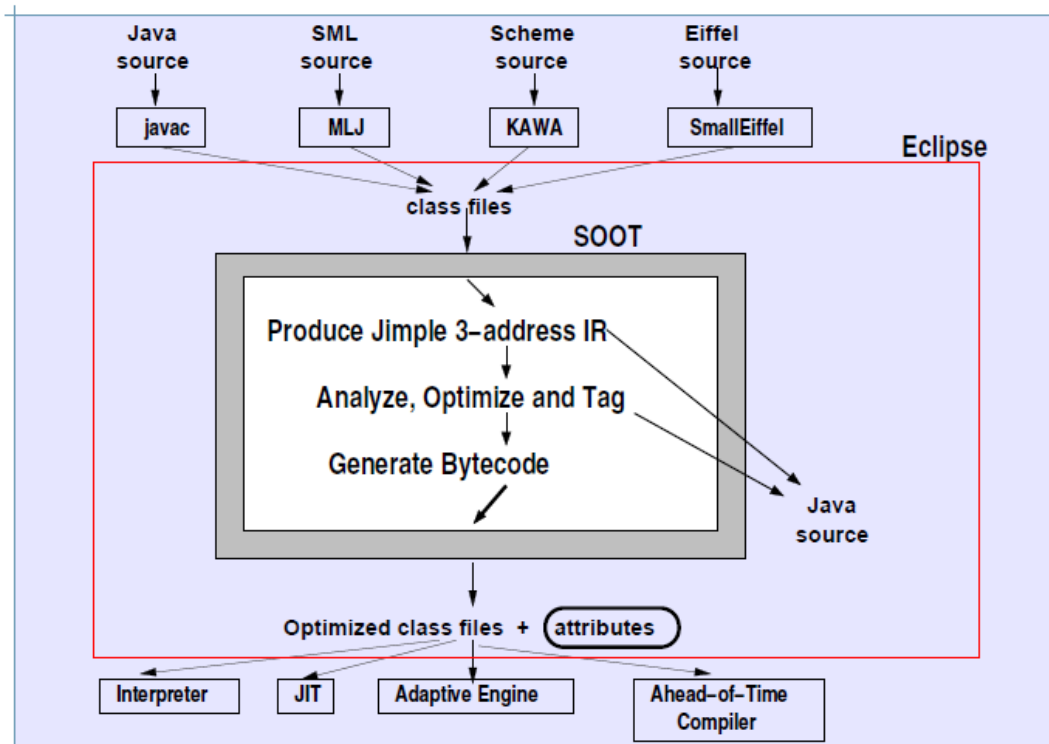 Java SML Scheme Eiffel
source source source source
javac MLJ KAWA SmallEiffel
Eclipse
class files
SOOT
Produce Jimple 3-address IR
Analyze, Optimize and Tag
Generate Bytecode
Java
source
Optimized class files + attributes
Interpreter JIT Adaptive Engine Ahead-of-Time
Compiler